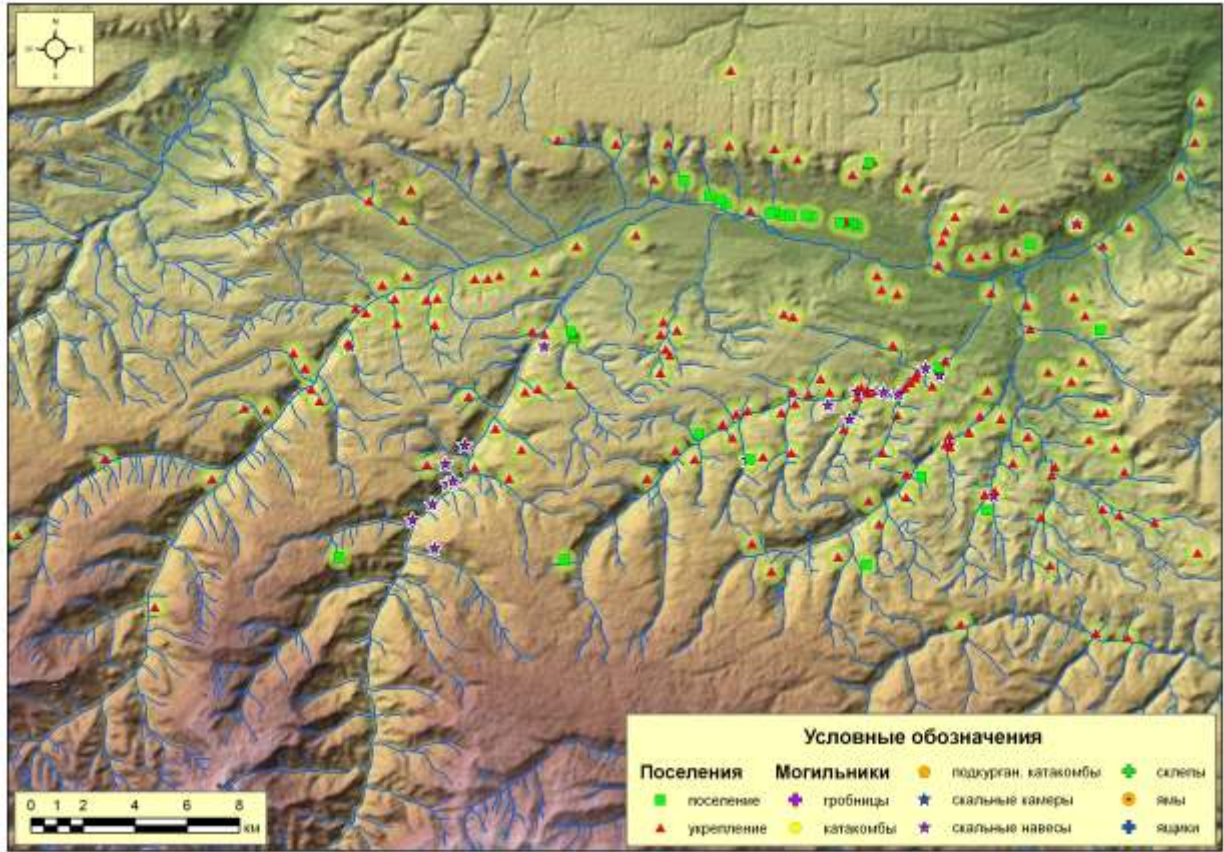 N
E
S
Условные обозначения
Поселения
поселение
укрепление
Могильники
гробницы
катакомбы
подкурган. катакомбы
скальные камеры
скальные навесы
склепы
ямы
ящики
0 1 2 4 6 8
км